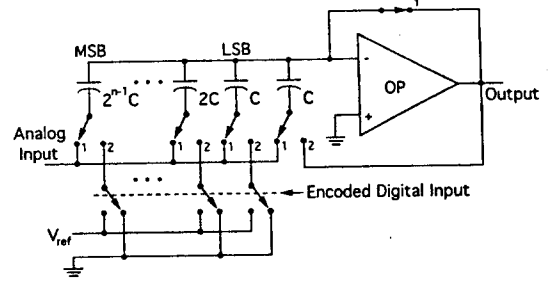 1
MSB
LSB
-
OP
+
Output
2ⁿ⁻¹C
2C
C
C
Analog
Input
1
2
1
2
1
2
1
2
Encoded Digital Input
Vref